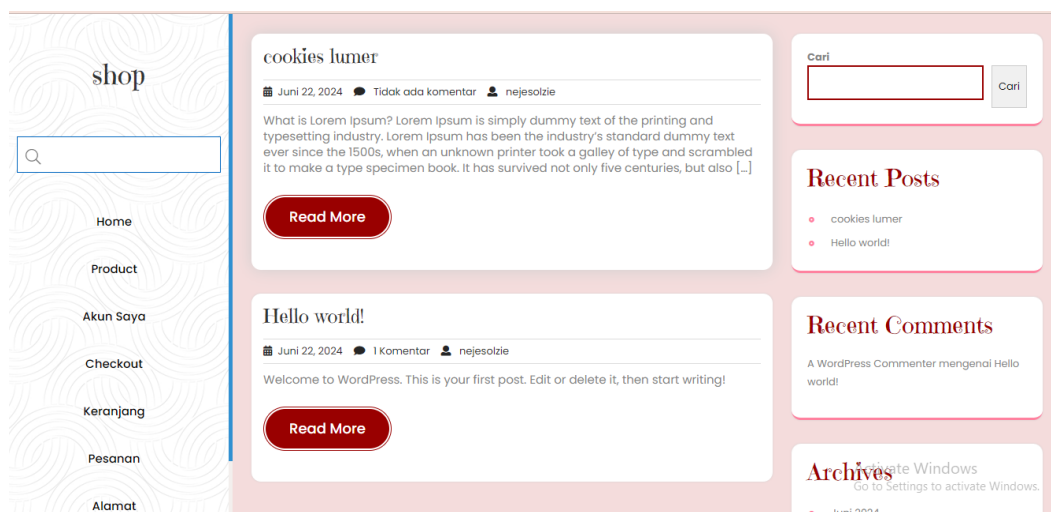 shop
Home
Product
Akun Saya
Checkout
Keranjang
Pesanan
Alamat
cookies lumer
Juni 22, 2024 Tidak ada komentar nejesolzie
What is Lorem Ipsum? Lorem Ipsum is simply dummy text of the printing and
typesetting industry. Lorem Ipsum has been the industry's standard dummy text
ever since the 1500s, when an unknown printer took a galley of type and scrambled
it to make a type specimen book. It has survived not only five centuries, but also [...]
Read More
Hello world!
Juni 22, 2024 1 Komentar nejesolzie
Welcome to WordPress. This is your first post. Edit or delete it, then start writing!
Read More
Cari
Cari
Recent Posts
cookies lumer
Hello world!
Recent Comments
A WordPress Commenter mengenai Hello
world!
Archives
Activate Windows
Go to Settings to activate Windows.
Juni 2024